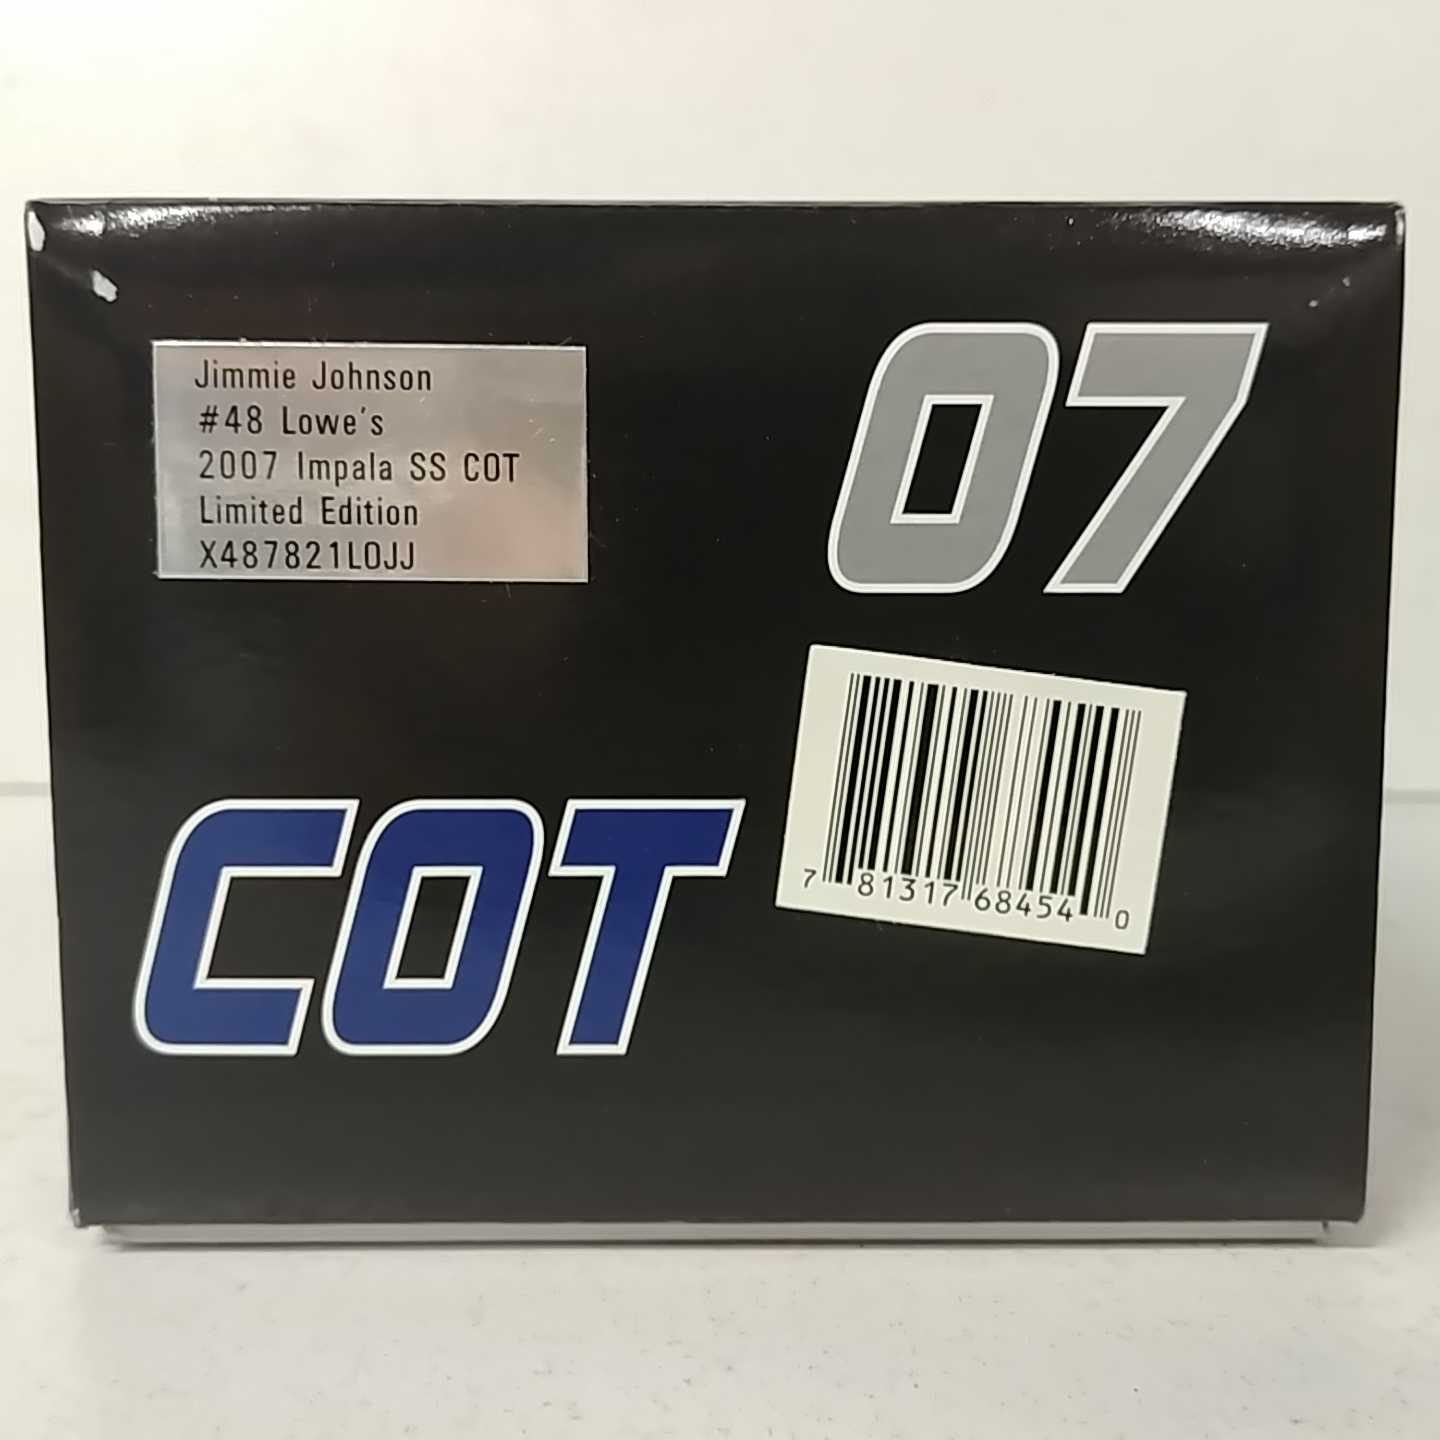 Jimmie Johnson
#48 Lowe's
2007 Impala SS COT
Limited Edition
X487821LOJJ
07
COT
7 81317 68454 0